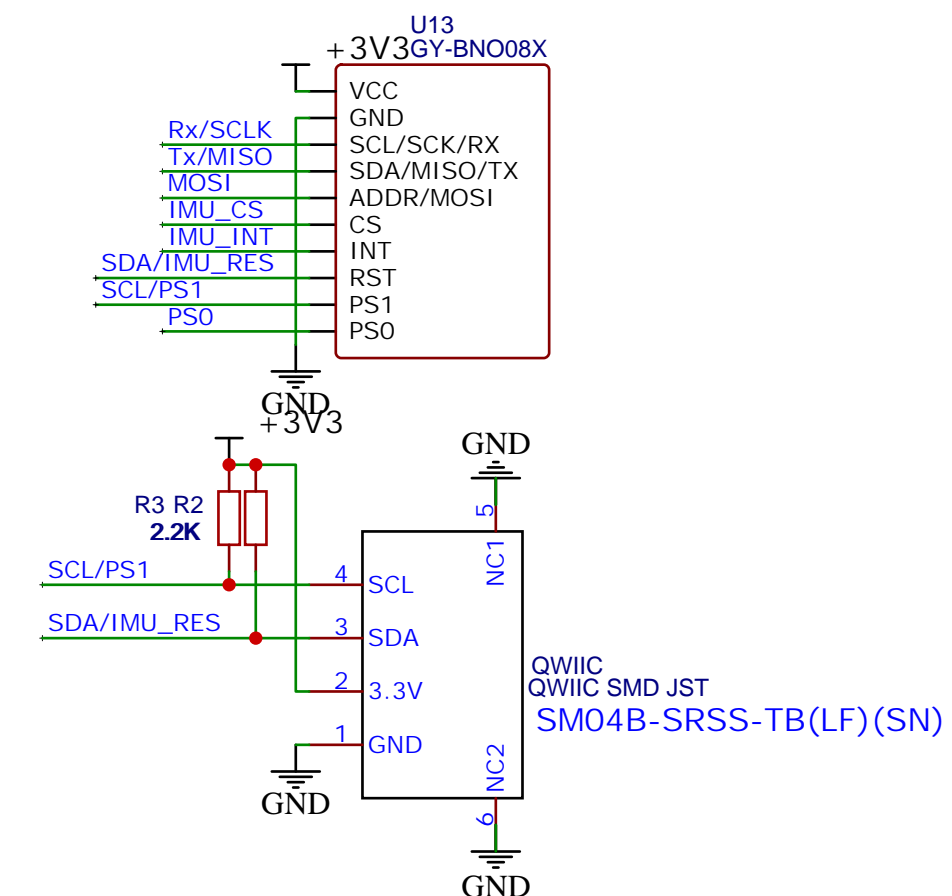 U13
+3V3
GY-BNO08X
VCC
GND
Rx/SCLK
SCL/SCK/RX
Tx/MISO
SDA/MISO/TX
MOSI
ADDR/MOSI
IMU_CS
CS
IMU_INT
INT
SDA/IMU_RES
RST
SCL/PS1
PS1
PS0
PS0
GND
+3V3
GND
R3 R2
2.2K
5
NC1
SCL/PS1
4
SCL
SDA/IMU_RES
3
SDA
QWIIC
QWIIC SMD JST
2
3.3V
SM04B-SRSS-TB(LF)(SN)
1
GND
NC2
GND
6
GND